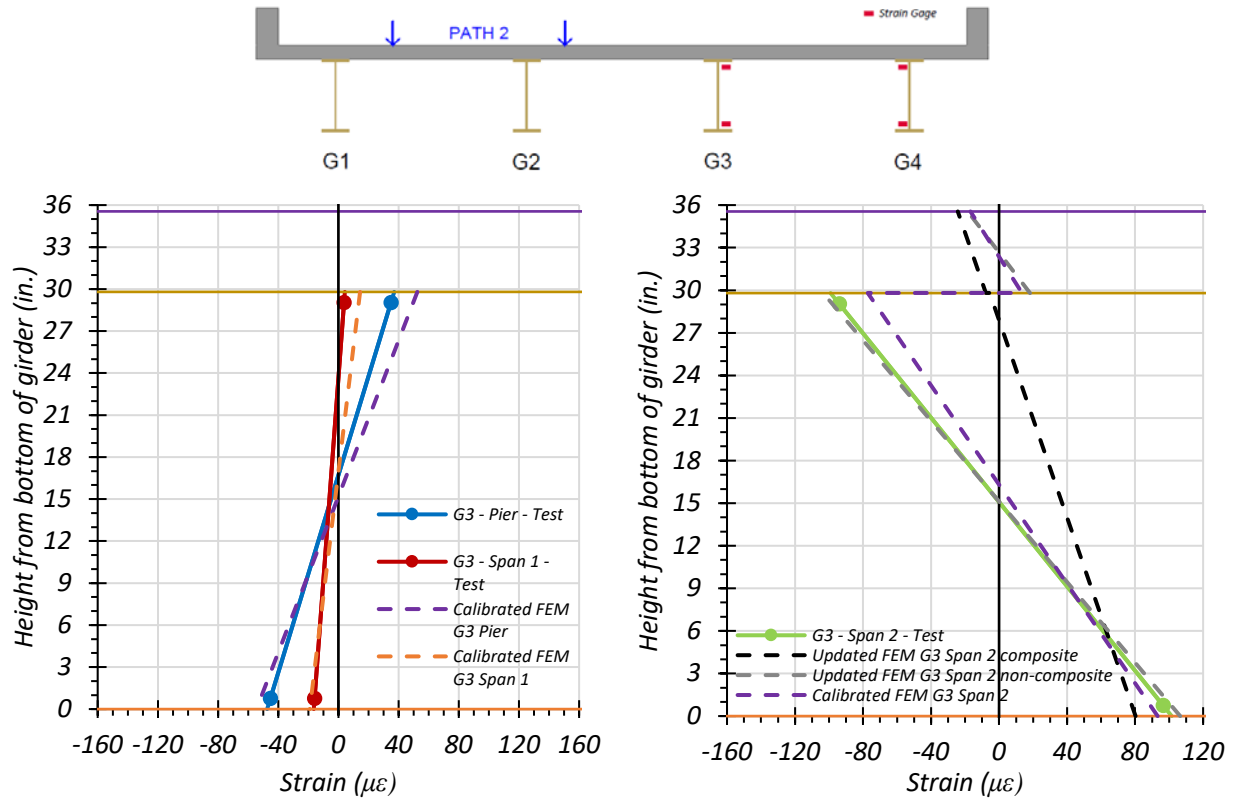 Strain Gage
PATH 2
G1 G2 G3 G4
36
33
30
27
24
21
18
15
12
9
6
3
0
Height from bottom of girder (in.)
-160 -120 -80 -40 0 40 80 120 160
Strain (με)
G3 - Pier - Test
G3 - Span 1 -
Test
Calibrated FEM
G3 Pier
Calibrated FEM
G3 Span 1
36
33
30
27
24
21
18
15
12
9
6
3
0
Height from bottom of girder (in.)
G3 - Span 2 - Test
Updated FEM G3 Span 2 composite
Updated FEM G3 Span 2 non-composite
Calibrated FEM G3 Span 2
-160 -120 -80 -40 0 40 80 120
Strain (με)